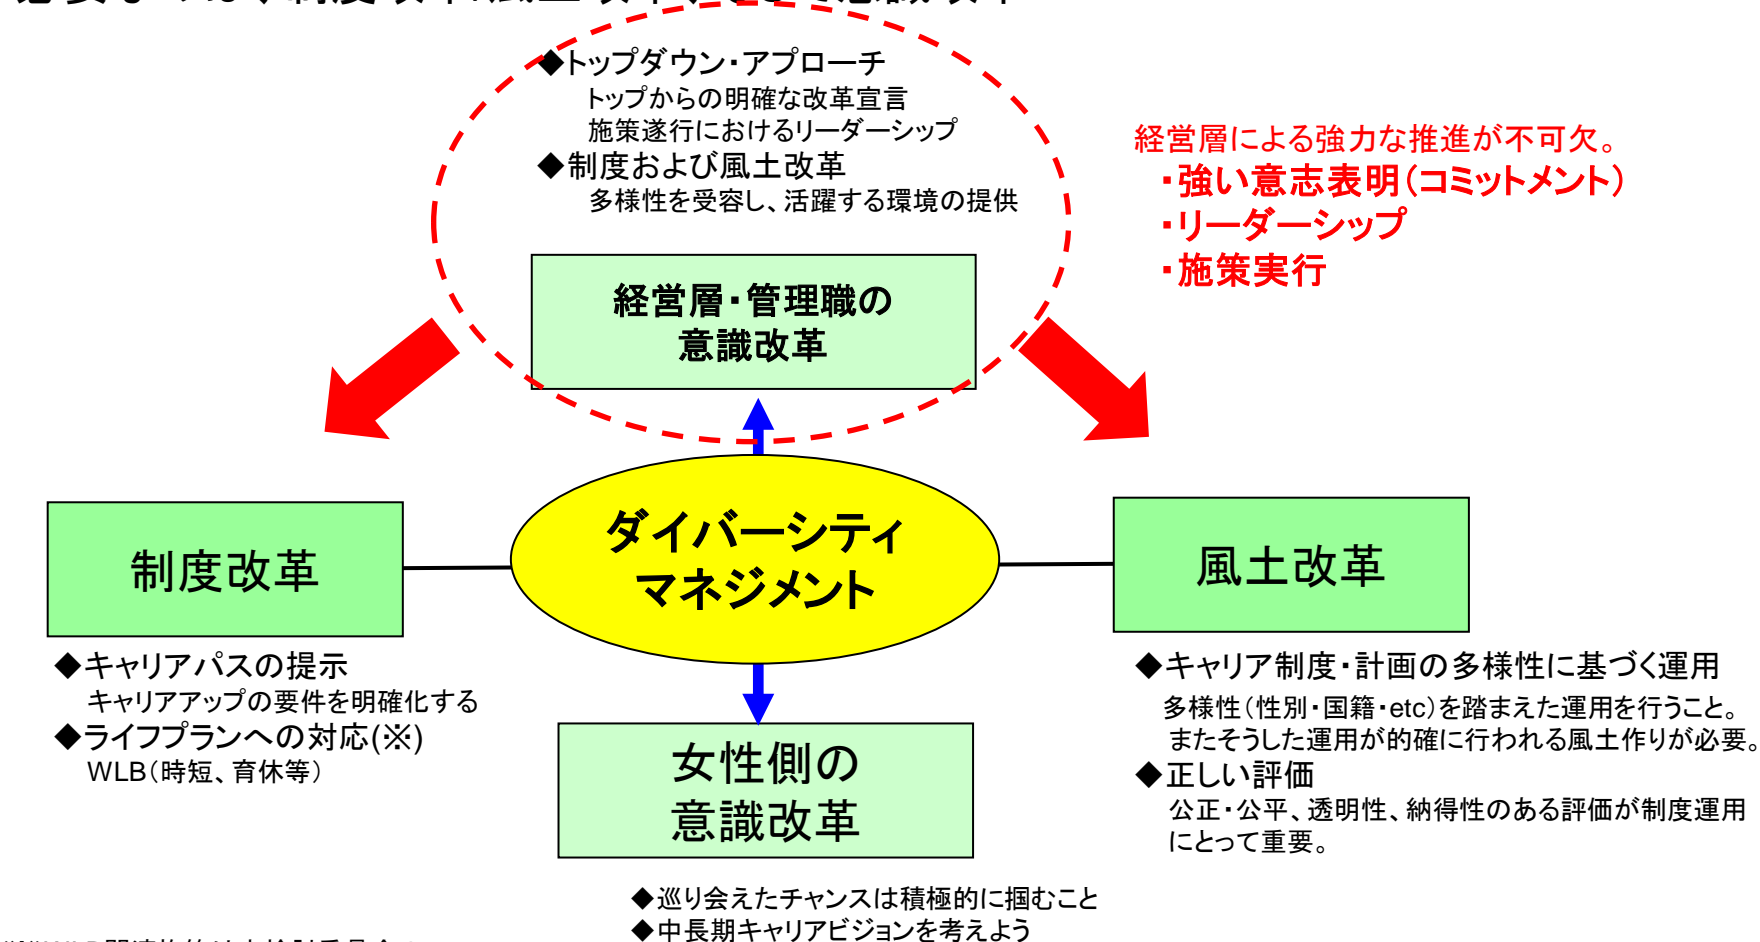 ◆トップダウン・アプローチ
トップからの明確な改革宣言
施策遂行におけるリーダーシップ
◆制度および風土改革
多様性を受容し、活躍する環境の提供
経営層による強力な推進が不可欠。
・強い意志表明(コミットメント)
・リーダーシップ
・施策実行
経営層・管理職の
意識改革
制度改革
ダイバーシティ
マネジメント
風土改革
◆キャリアパスの提示
キャリアアップの要件を明確化する
◆ライフプランへの対応(※)
WLB(時短、育休等)
◆キャリア制度・計画の多様性に基づく運用
多様性(性別・国籍・etc)を踏まえた運用を行うこと。
またそうした運用が的確に行われる風土作りが必要。
◆正しい評価
公正・公平、透明性、納得性のある評価が制度運用
にとって重要。
女性側の
意識改革
◆巡り会えたチャンスは積極的に掴むこと
◆中長期キャリアビジョンを考えよう